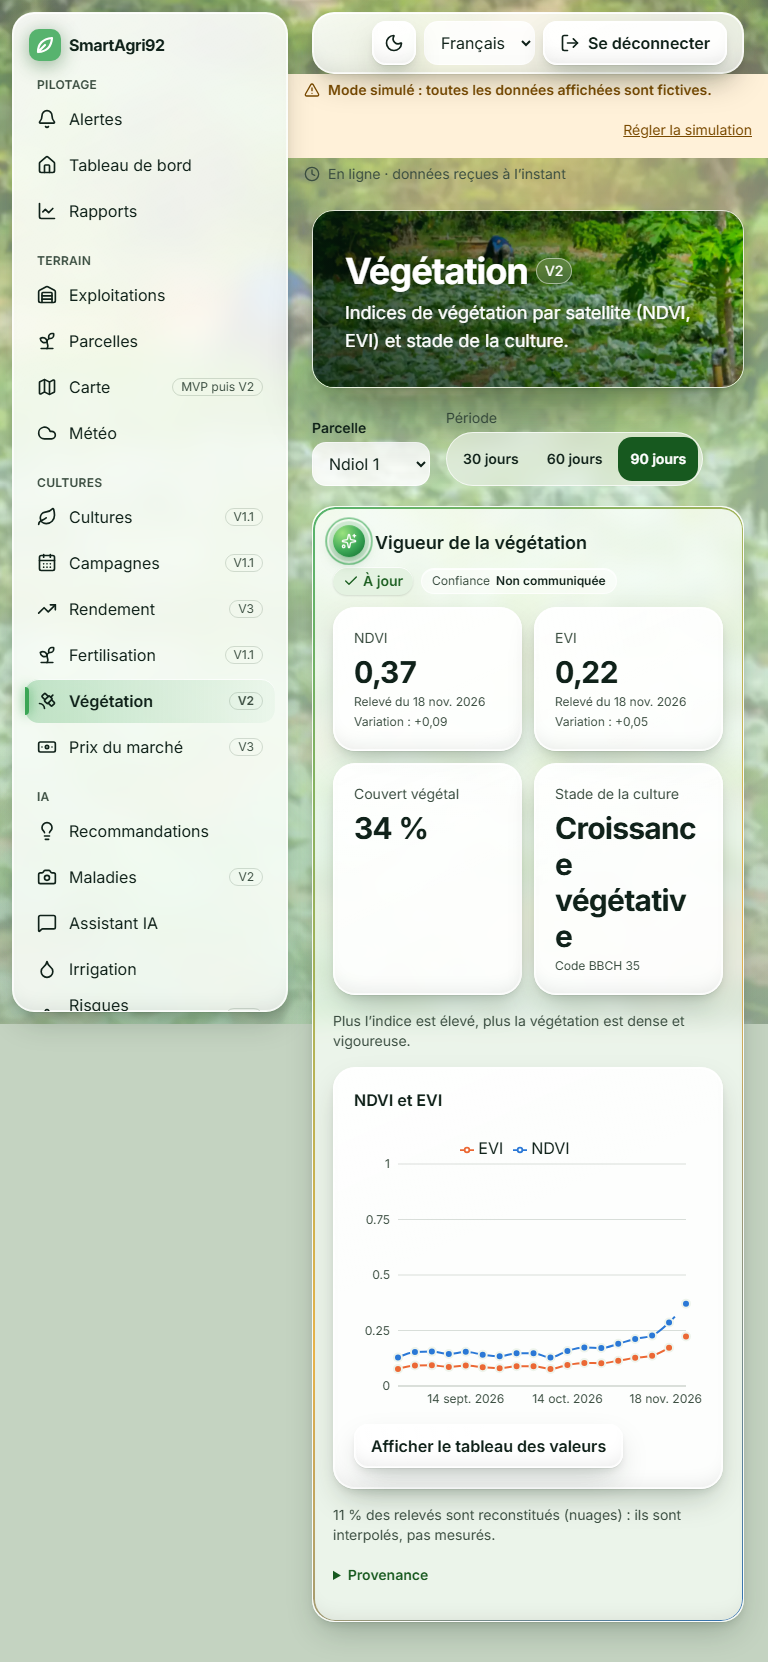 SmartAgri92
PILOTAGE
Alertes
Tableau de bord
Rapports
TERRAIN
Exploitations
Parcelles
Carte MVP puis V2
Météo
CULTURES
Cultures V1.1
Campagnes V1.1
Rendement V3
Fertilisation V1.1
Végétation V2
Prix du marché V3
IA
Recommandations
Maladies V2
Assistant IA
Irrigation
Risques
Français
Se déconnecter
Mode simulé : toutes les données affichées sont fictives.
Régler la simulation
En ligne · données reçues à l’instant
Végétation V2
Indices de végétation par satellite (NDVI,
EVI) et stade de la culture.
Parcelle
Ndiol 1
Période
30 jours 60 jours 90 jours
Vigueur de la végétation
À jour
Confiance Non communiquée
NDVI
0,37
Relevé du 18 nov. 2026
Variation : +0,09
EVI
0,22
Relevé du 18 nov. 2026
Variation : +0,05
Couvert végétal
34 %
Stade de la culture
Croissanc
e
végétativ
e
Code BBCH 35
Plus l’indice est élevé, plus la végétation est dense et
vigoureuse.
NDVI et EVI
EVI NDVI
1
0.75
0.5
0.25
0
14 sept. 2026 14 oct. 2026 18 nov. 2026
Afficher le tableau des valeurs
11 % des relevés sont reconstitués (nuages) : ils sont
interpolés, pas mesurés.
Provenance